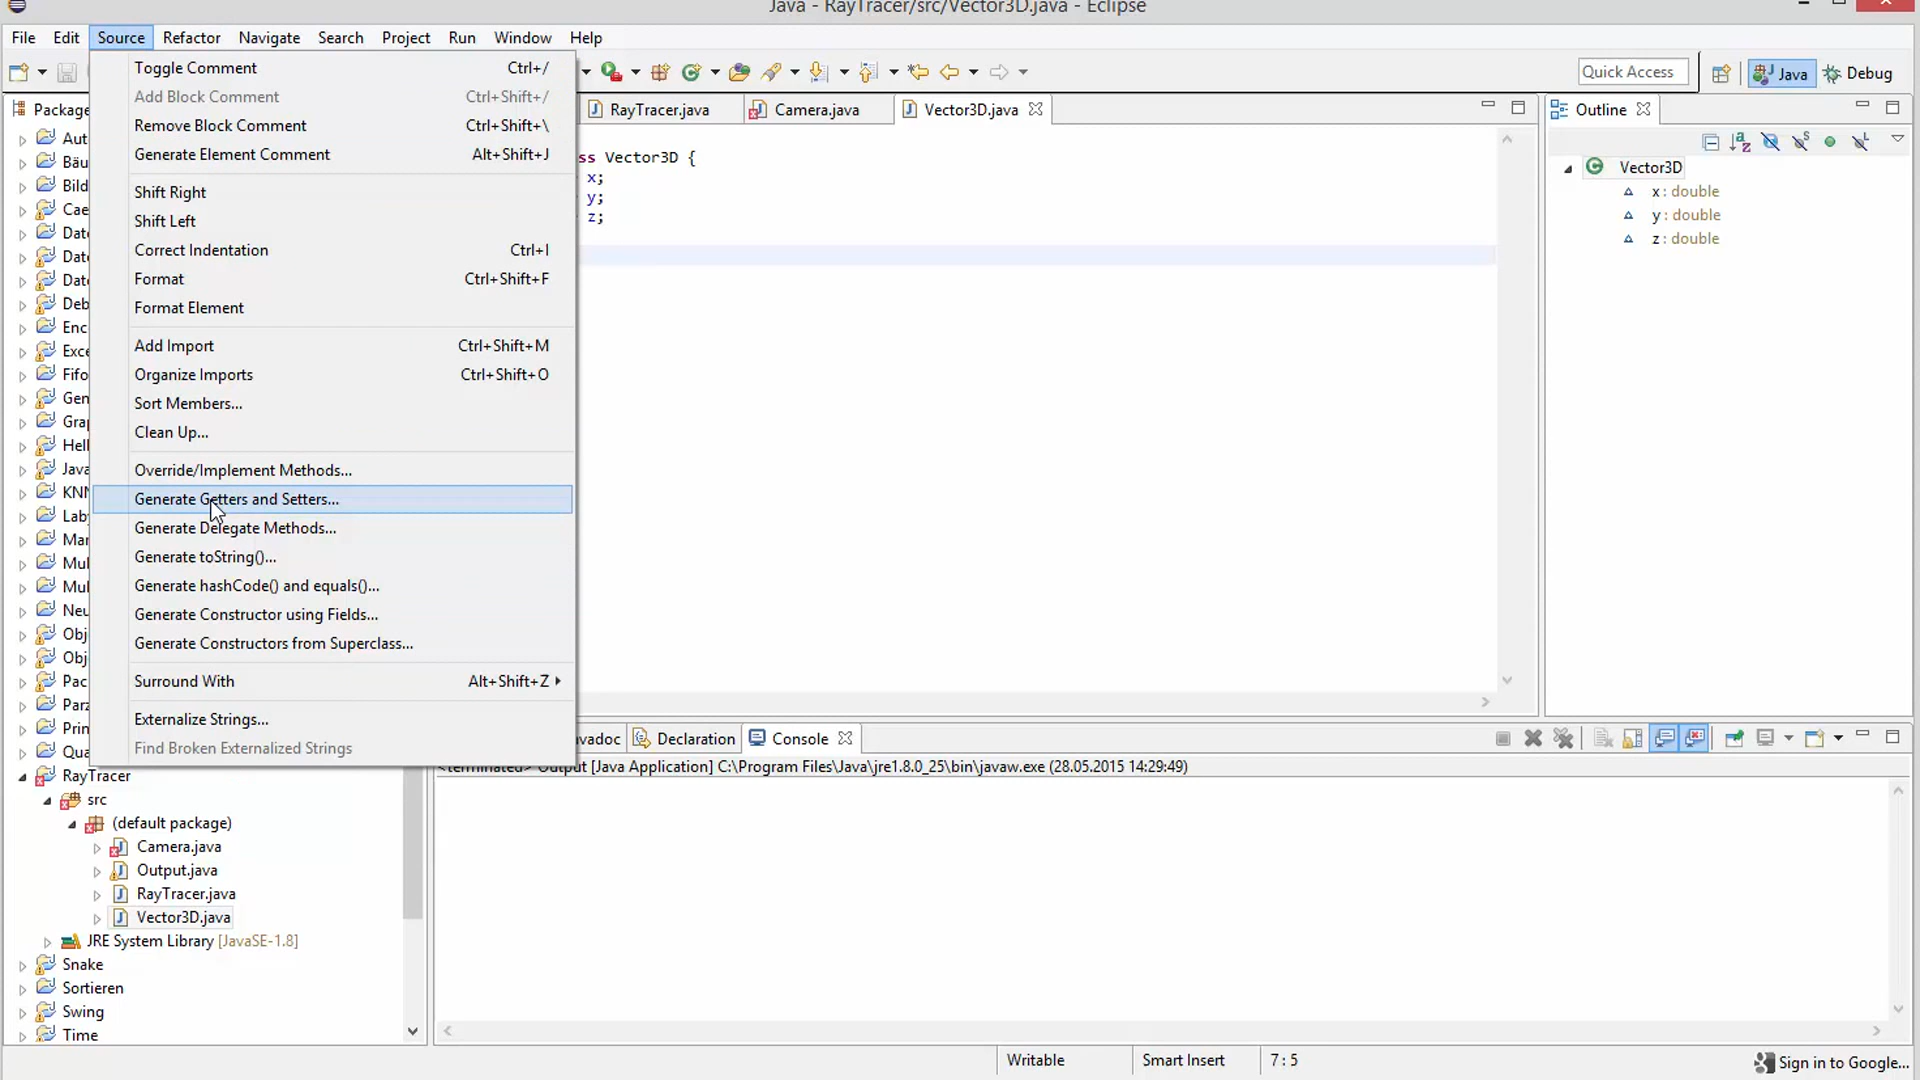 Java - RayTracer/src/Vector3D.java - Eclipse
File Edit Source Refactor Navigate Search Project Run Window Help
Quick Access Java Debug
Toggle Comment Ctrl+/
Add Block Comment Ctrl+Shift+/
Remove Block Comment Ctrl+Shift+\
Generate Element Comment Alt+Shift+J
Shift Right
Shift Left
Correct Indentation Ctrl+I
Format Ctrl+Shift+F
Format Element
Add Import Ctrl+Shift+M
Organize Imports Ctrl+Shift+O
Sort Members...
Clean Up...
Override/Implement Methods...
Generate Getters and Setters...
Generate Delegate Methods...
Generate toString()...
Generate hashCode() and equals()...
Generate Constructor using Fields...
Generate Constructors from Superclass...
Surround With Alt+Shift+Z
Externalize Strings...
Find Broken Externalized Strings
Package
Aut
Bäu
Bild
Cae
Date
Date
Date
Deb
Enc
Exce
Fifo
Gen
Grap
Hell
Java
KNN
Laby
Mar
Mul
Mul
Neu
Obj
Obj
Pac
Parz
Prin
Qua
RayTracer
src
(default package)
Camera.java
Output.java
RayTracer.java
Vector3D.java
JRE System Library [JavaSE-1.8]
Snake
Sortieren
Swing
Time
RayTracer.java Camera.java Vector3D.java
ss Vector3D {
x;
y;
z;
Outline
Vector3D
x : double
y : double
z : double
avadoc Declaration Console
<terminated> Output [Java Application] C:\Program Files\Java\jre1.8.0_25\bin\javaw.exe (28.05.2015 14:29:49)
Writable Smart Insert 7 : 5 Sign in to Google...